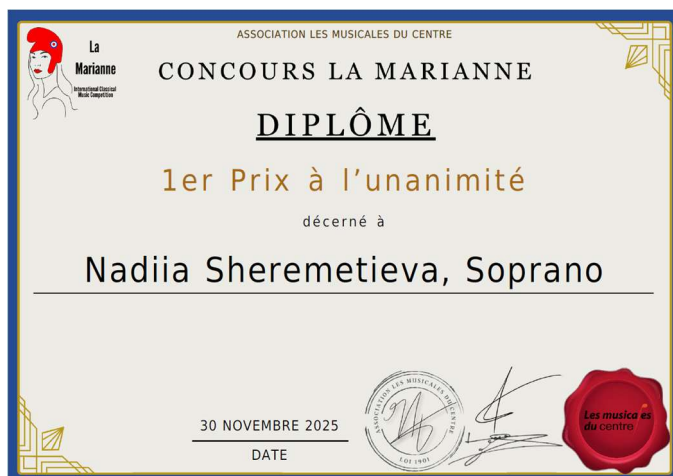 La
Marianne
International Classical
Music Competition
ASSOCIATION LES MUSICALES DU CENTRE
CONCOURS LA MARIANNE
DIPLÔME
1er Prix à l’unanimité
décerné à
Nadiia Sheremetieva, Soprano
30 NOVEMBRE 2025
DATE
ASSOCIATION LES MUSICALES DU CENTRE
LOI 1901
Les musicales
du centre